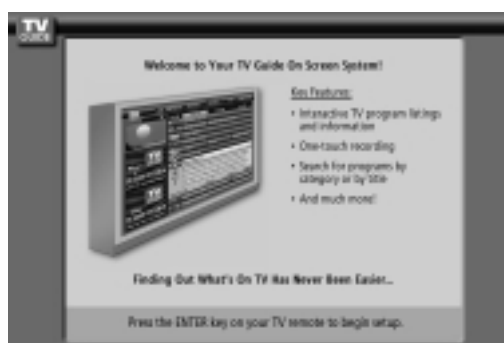 TV
GUIDE
Welcome to Your TV Guide On Screen System!
Key Features:
• Interactive TV program listings
and information
• One-touch recording
• Search for programs by
category or by title
• And much more!
TV
TV
Finding Out What's On TV Has Never Been Easier...
Press the ENTER key on your TV remote to begin setup.